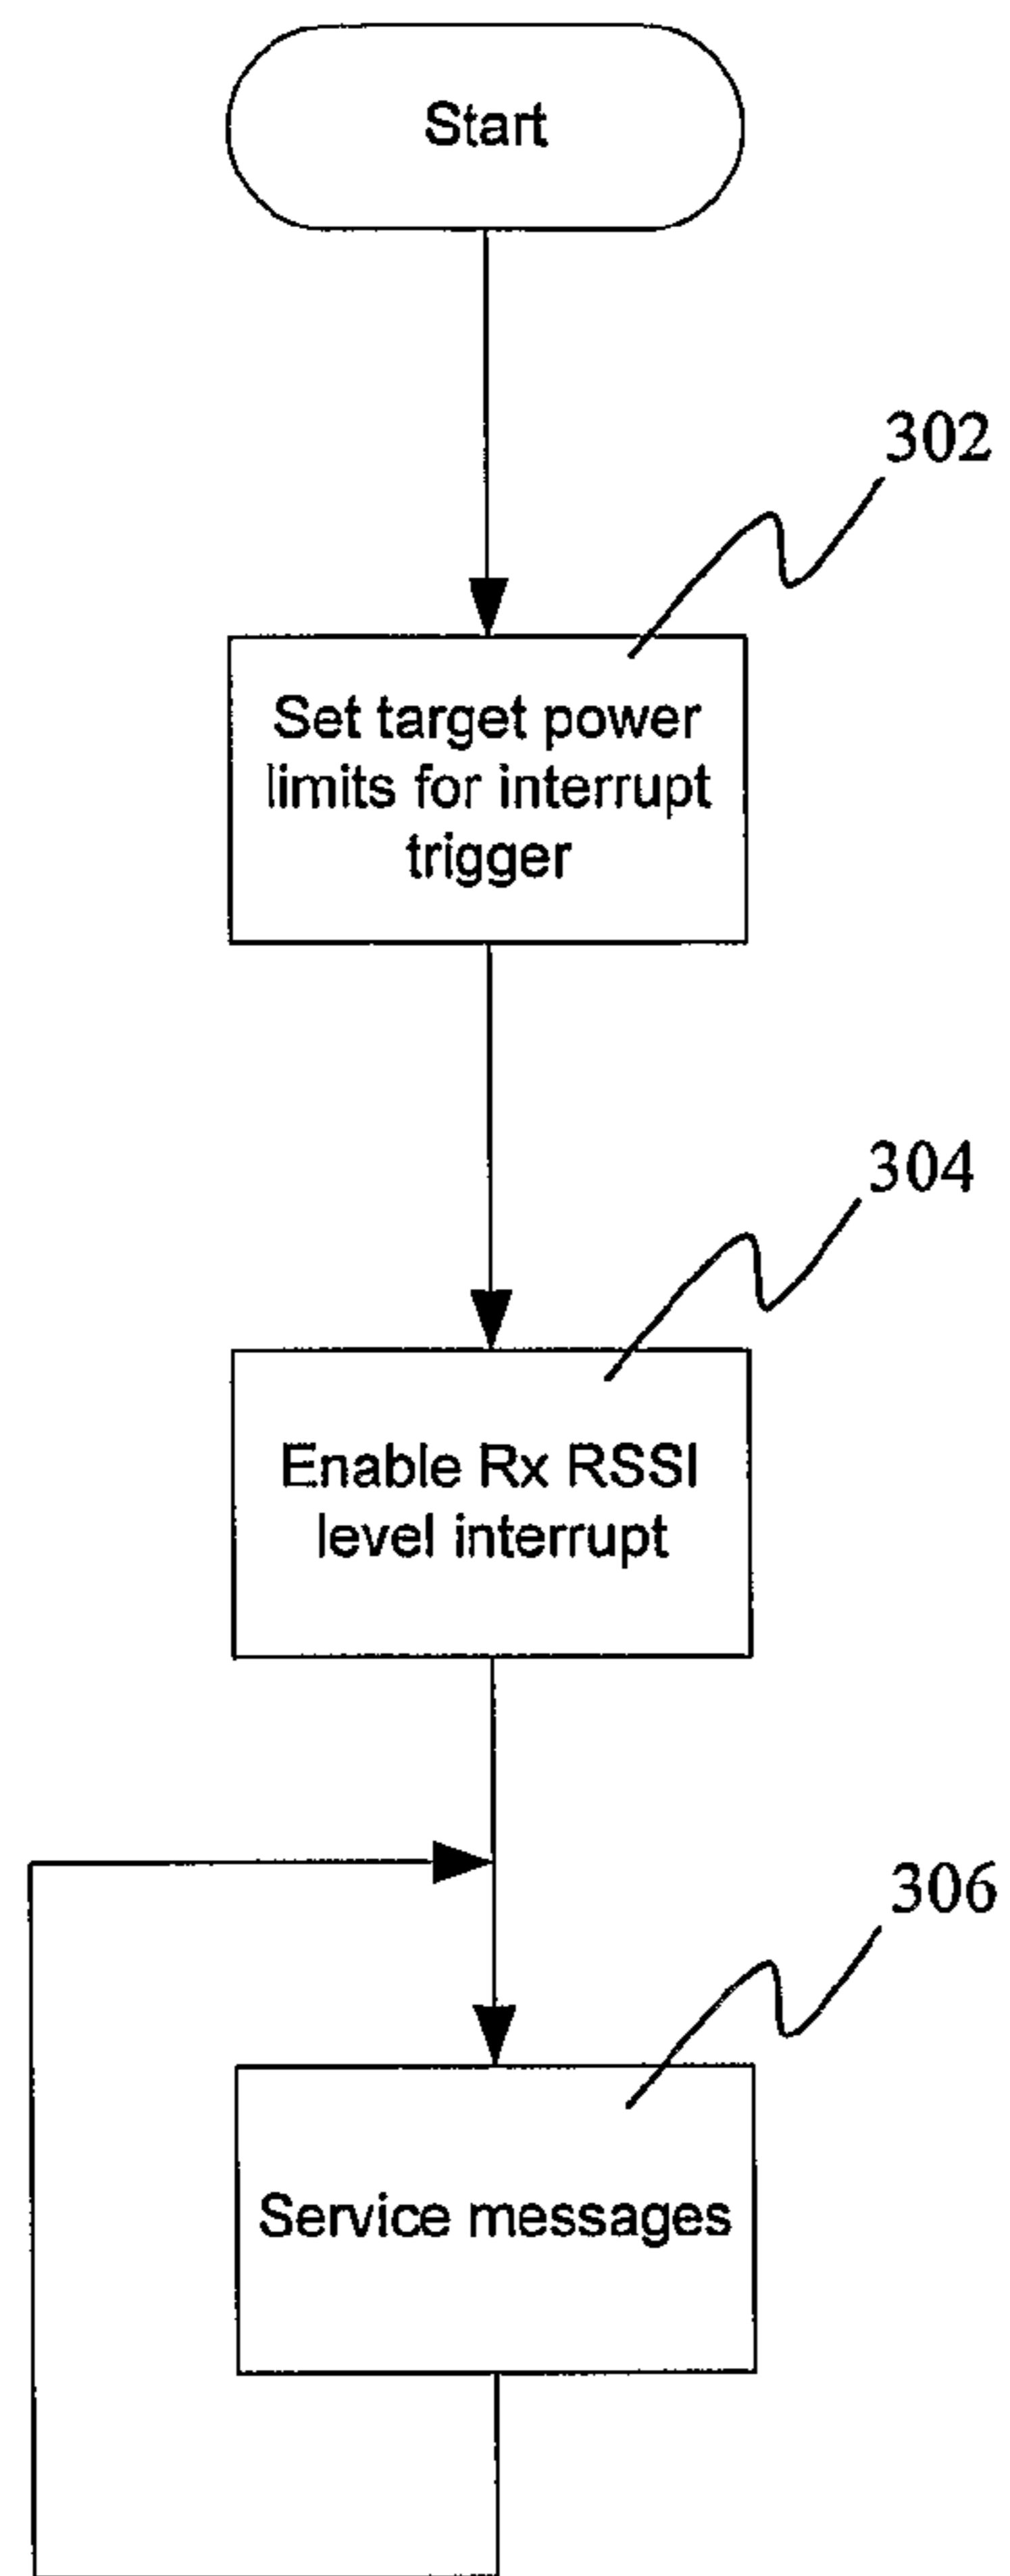 Start
302
Set target power
limits for interrupt
trigger
304
Enable Rx RSSI
level interrupt
306
Service messages